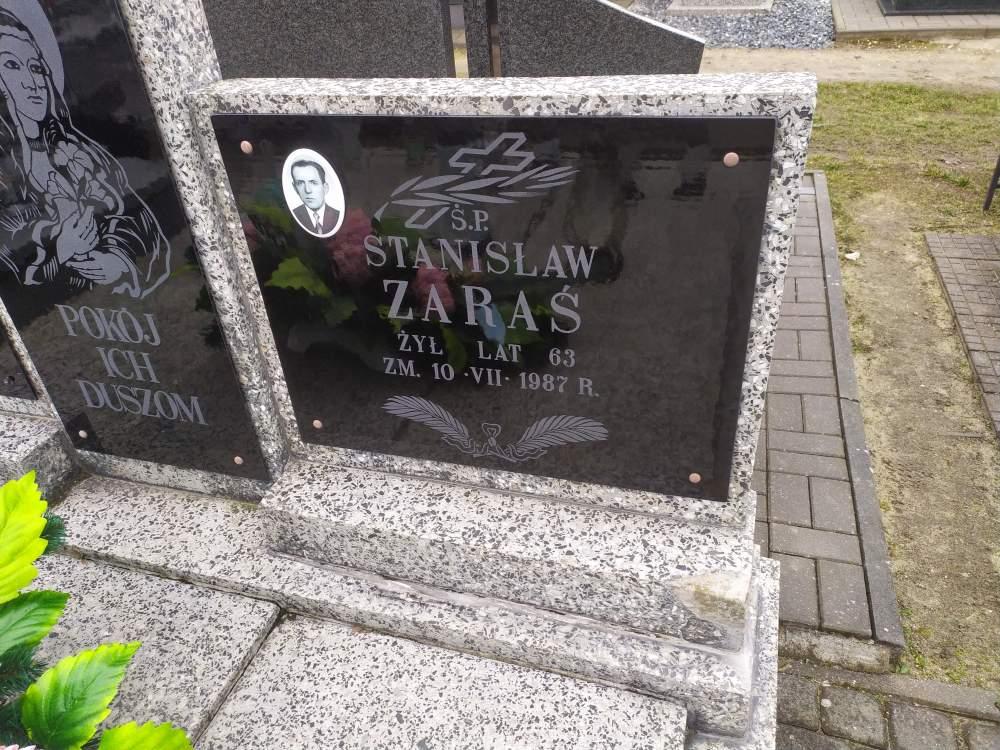 POKÓJ
ICH
DUSZOM
Ś.P.
STANISŁAW
ZARAŚ
ŻYŁ LAT 63
ZM. 10 ·VII· 1987 R.